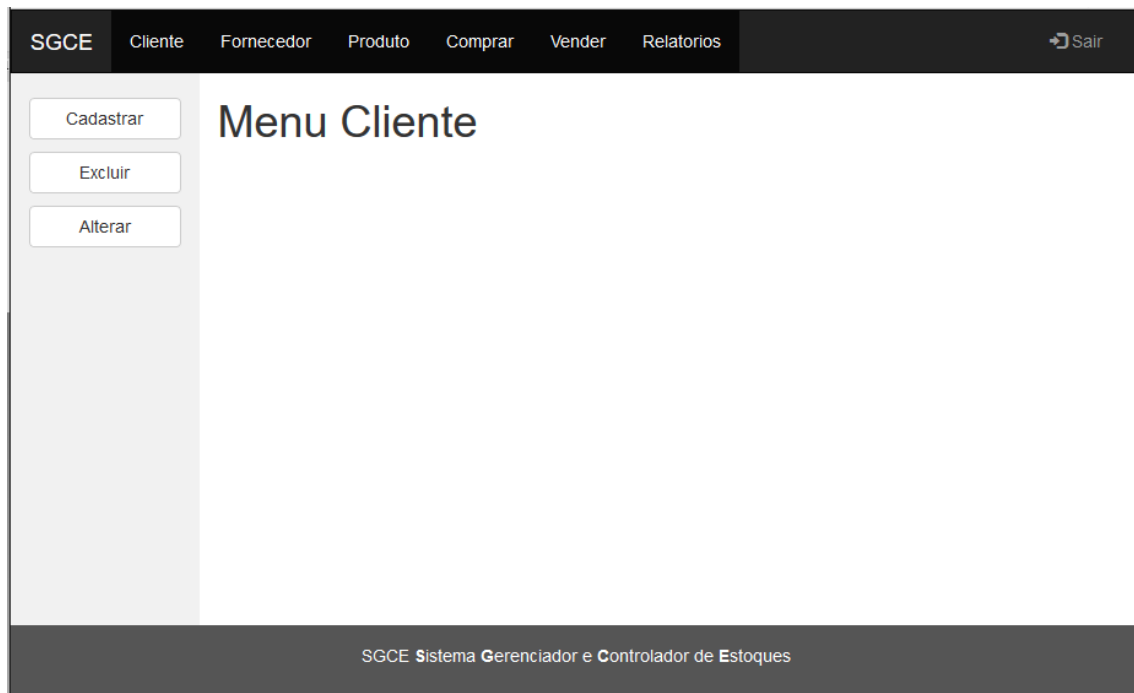 SGCE Cliente Fornecedor Produto Comprar Vender Relatorios Sair
Cadastrar
Menu Cliente
Excluir
Alterar
SGCE Sistema Gerenciador e Controlador de Estoques